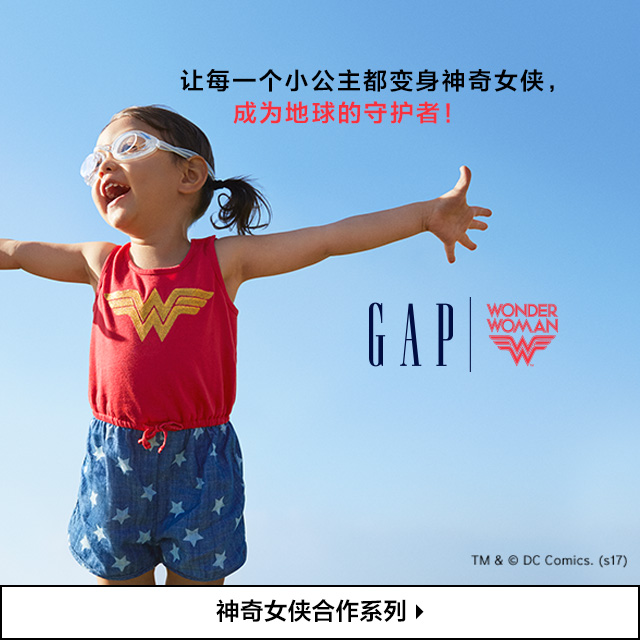 让每一个小公主都变身神奇女侠，
成为地球的守护者！
GAP
WONDER
WOMAN
TM & © DC Comics. (s17)
神奇女侠合作系列